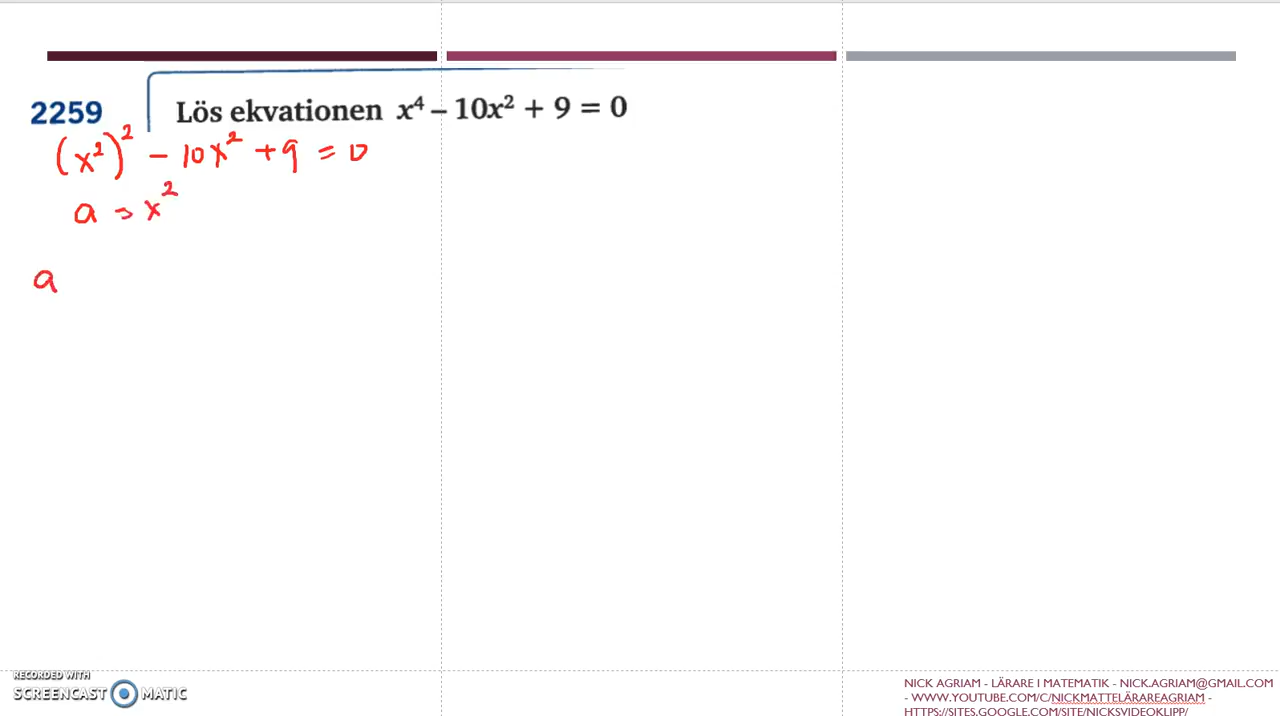 2259 Lös ekvationen x⁴ – 10x² + 9 = 0
(x²)² – 10x² + 9 = 0
a = x²
a
RECORDED WITH
SCREENCAST MATIC
NICK AGRIAM - LÄRARE I MATEMATIK - NICK.AGRIAM@GMAIL.COM
- WWW.YOUTUBE.COM/C/NICKMATTELÄRAREAGRIAM -
HTTPS://SITES.GOOGLE.COM/SITE/NICKSVIDEOKLIPP/